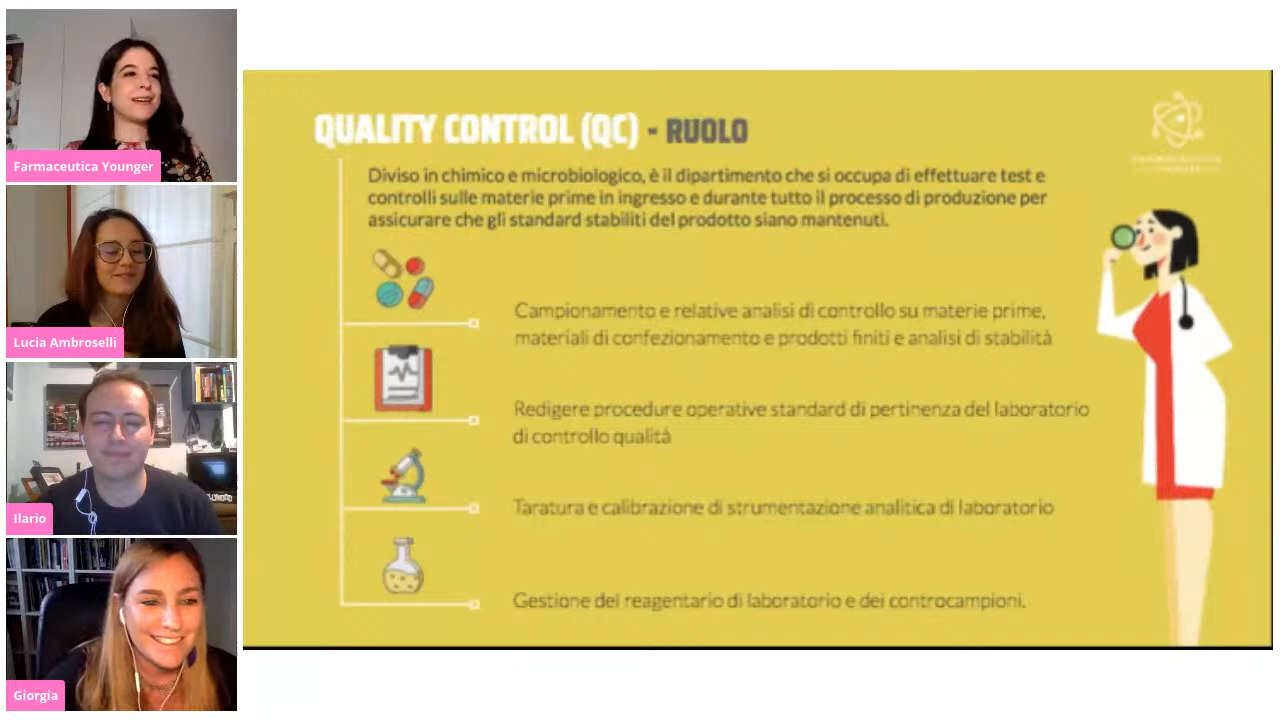 Farmaceutica Younger
Lucia Ambroselli
Ilario
Giorgia
QUALITY CONTROL (QC) - RUOLO
Diviso in chimico e microbiologico, è il dipartimento che si occupa di effettuare test e
controlli sulle materie prime in ingresso e durante tutto il processo di produzione per
assicurare che gli standard stabiliti del prodotto siano mantenuti.
Campionamento e relative analisi di controllo su materie prime,
materiali di confezionamento e prodotti finiti e analisi di stabilità
Redigere procedure operative standard di pertinenza del laboratorio
di controllo qualità
Taratura e calibrazione di strumentazione analitica di laboratorio
Gestione del reagentario di laboratorio e dei controcampioni.